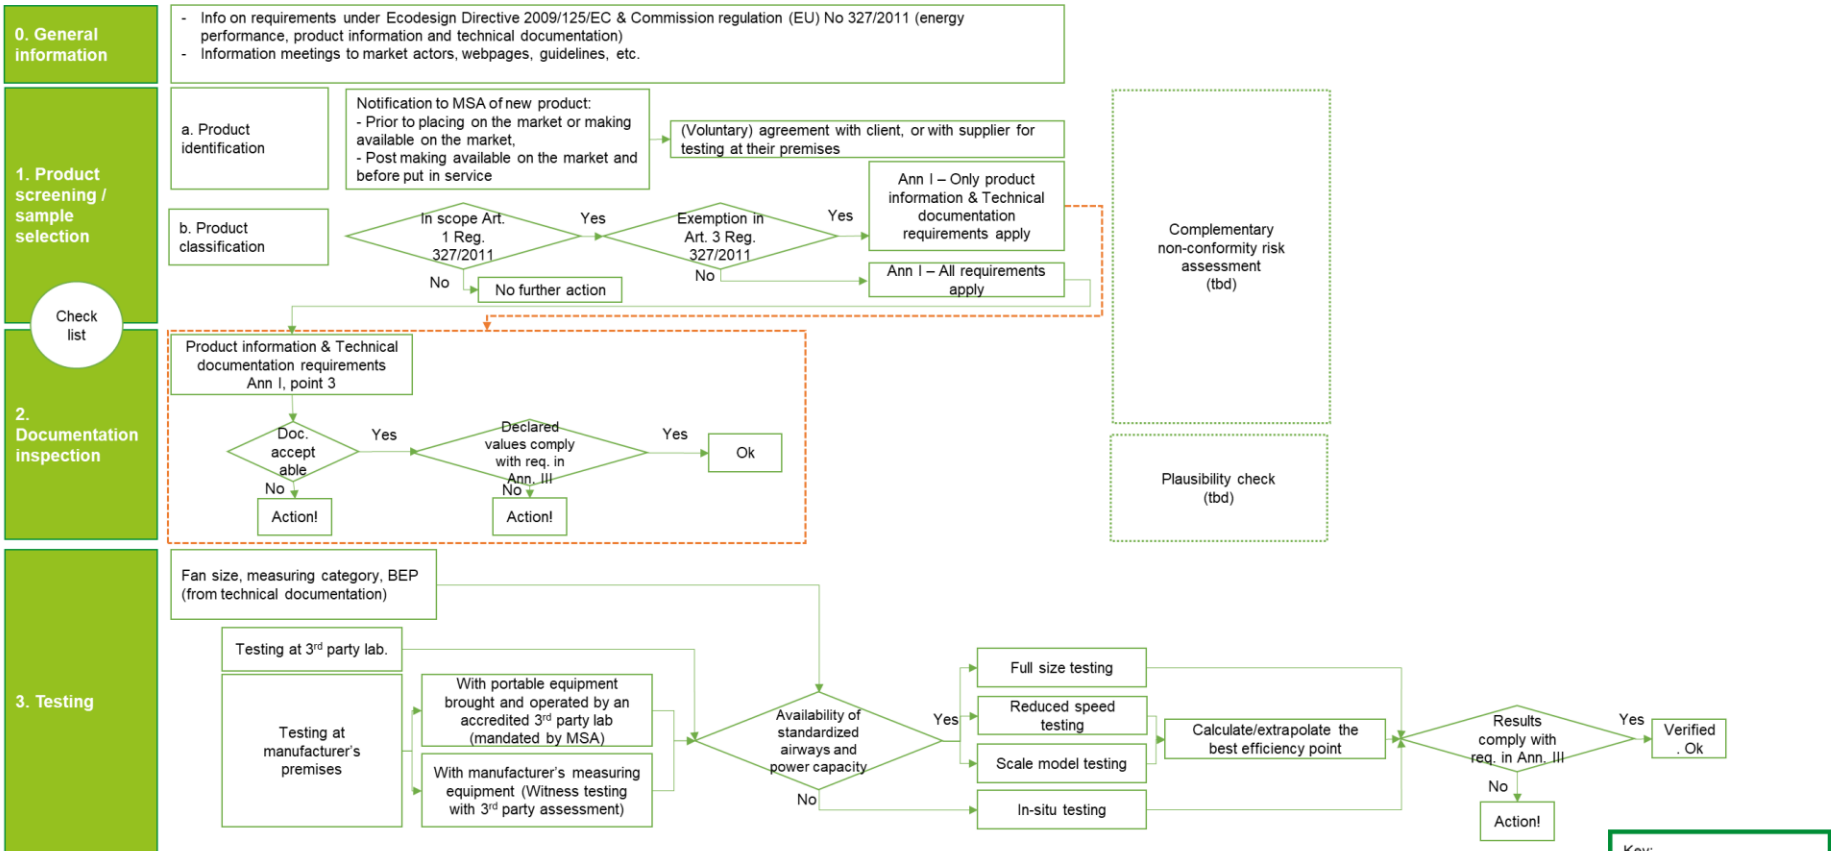 0. General
information
- Info on requirements under Ecodesign Directive 2009/125/EC & Commission regulation (EU) No 327/2011 (energy
performance, product information and technical documentation)
- Information meetings to market actors, webpages, guidelines, etc.
1. Product
screening /
sample
selection
a. Product
identification
Notification to MSA of new product:
- Prior to placing on the market or making
available on the market,
- Post making available on the market and
before put in service
(Voluntary) agreement with client, or with supplier for
testing at their premises
b. Product
classification
In scope Art.
1 Reg.
327/2011
Yes
No
No further action
Exemption in
Art. 3 Reg.
327/2011
Yes
No
Ann I – Only product
information & Technical
documentation
requirements apply
Ann I – All requirements
apply
Complementary
non-conformity risk
assessment
(tbd)
Check
list
2.
Documentation
inspection
Product information & Technical
documentation requirements
Ann I, point 3
Doc.
accept
able
Yes
No
Action!
Declared
values comply
with req. in
Ann. III
Yes
No
Action!
Ok
Plausibility check
(tbd)
3. Testing
Fan size, measuring category, BEP
(from technical documentation)
Testing at 3rd party lab.
Testing at
manufacturer's
premises
With portable equipment
brought and operated by an
accredited 3rd party lab
(mandated by MSA)
With manufacturer's measuring
equipment (Witness testing
with 3rd party assessment)
Availability of
standardized
airways and
power capacity
Yes
No
Full size testing
Reduced speed
testing
Scale model testing
In-situ testing
Calculate/extrapolate the
best efficiency point
Results
comply with
req. in Ann. III
Yes
No
Verified
. Ok
Action!
Key: